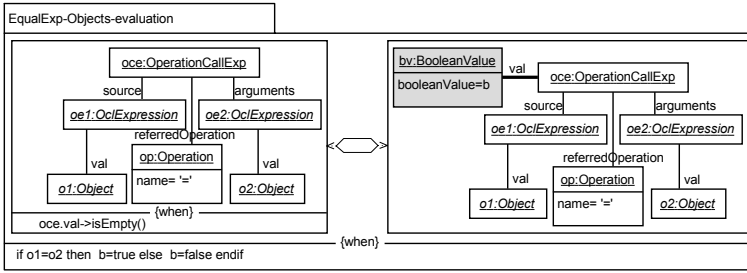 EqualExp-Objects-evaluation
oce:OperationCallExp
source
arguments
oe1:OclExpression
oe2:OclExpression
referredOperation
val
op:Operation
name= '='
val
o1:Object
o2:Object
{when}
oce.val->isEmpty()
bv:BooleanValue
booleanValue=b
val
oce:OperationCallExp
source
arguments
oe1:OclExpression
oe2:OclExpression
referredOperation
val
op:Operation
name= '='
val
o1:Object
o2:Object
{when}
if o1=o2 then b=true else b=false endif